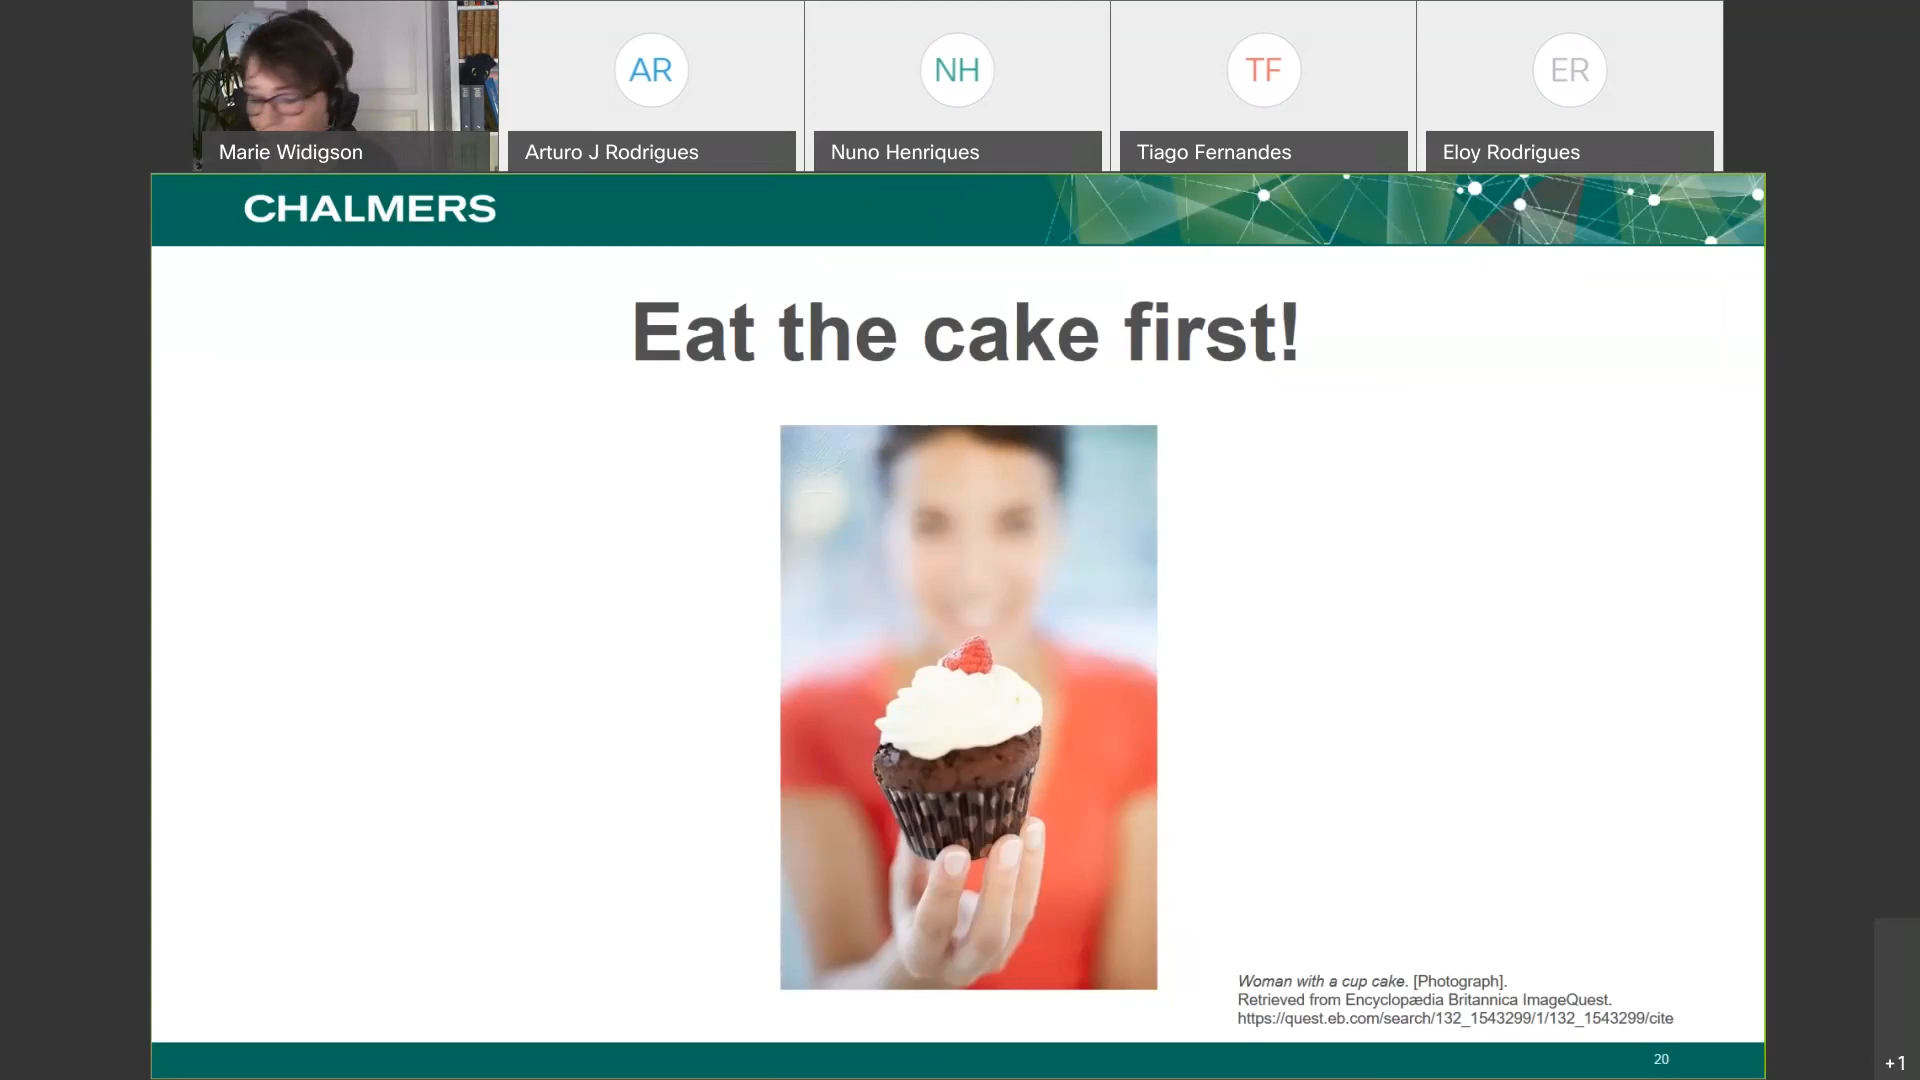 AR
NH
TF
ER
Marie Widigson
Arturo J Rodrigues
Nuno Henriques
Tiago Fernandes
Eloy Rodrigues
CHALMERS
Eat the cake first!
Woman with a cup cake. [Photograph].
Retrieved from Encyclopædia Britannica ImageQuest.
https://quest.eb.com/search/132_1543299/1/132_1543299/cite
20
+1